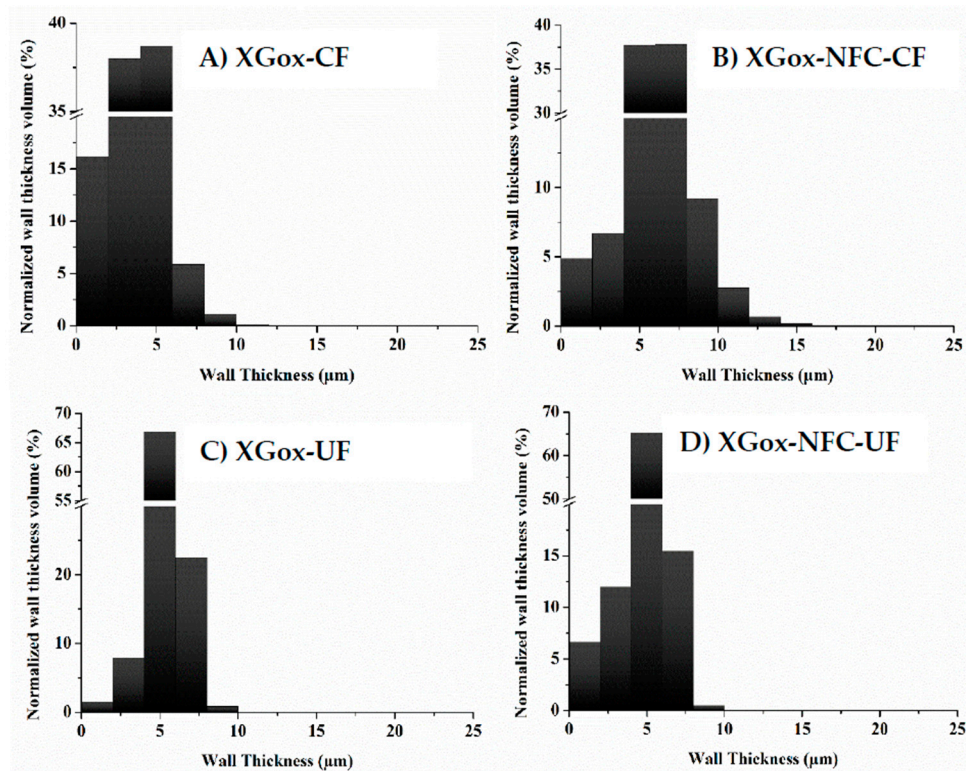 A) XGox-CF
Normalized wall thickness volume (%)
40
35
15
10
5
0
0 5 10 15 20 25
Wall Thickness (μm)
B) XGox-NFC-CF
Normalized wall thickness volume (%)
40
35
30
10
5
0
0 5 10 15 20 25
Wall Thickness (μm)
C) XGox-UF
Normalized wall thickness volume (%)
70
65
60
55
20
10
0
0 5 10 15 20 25
Wall Thickness (μm)
D) XGox-NFC-UF
Normalized wall thickness volume (%)
70
60
50
15
10
5
0
0 5 10 15 20 25
Wall Thickness (μm)